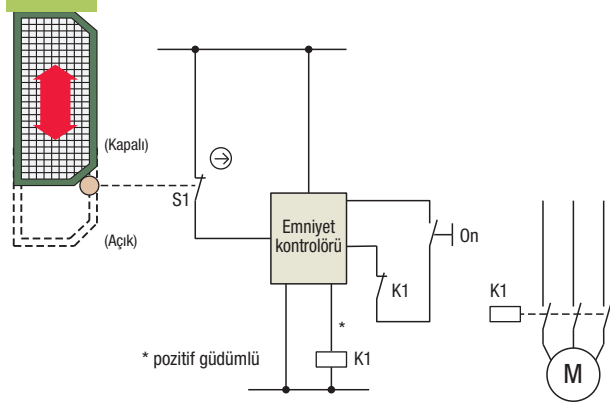 (Kapalı)
S1
(Açık)
Emniyet
kontrolörü
On
K1
*
* pozitif güdümlü
K1
K1
M